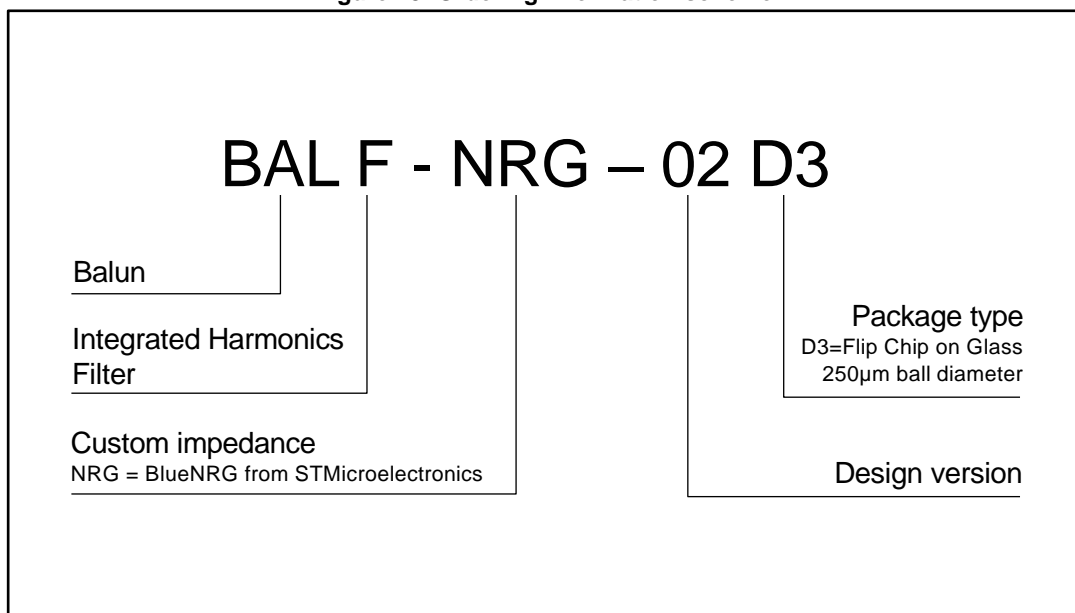 BAL F - NRG – 02 D3
Balun
Integrated Harmonics
Filter
Custom impedance
NRG = BlueNRG from STMicroelectronics
Package type
D3=Flip Chip on Glass
250µm ball diameter
Design version